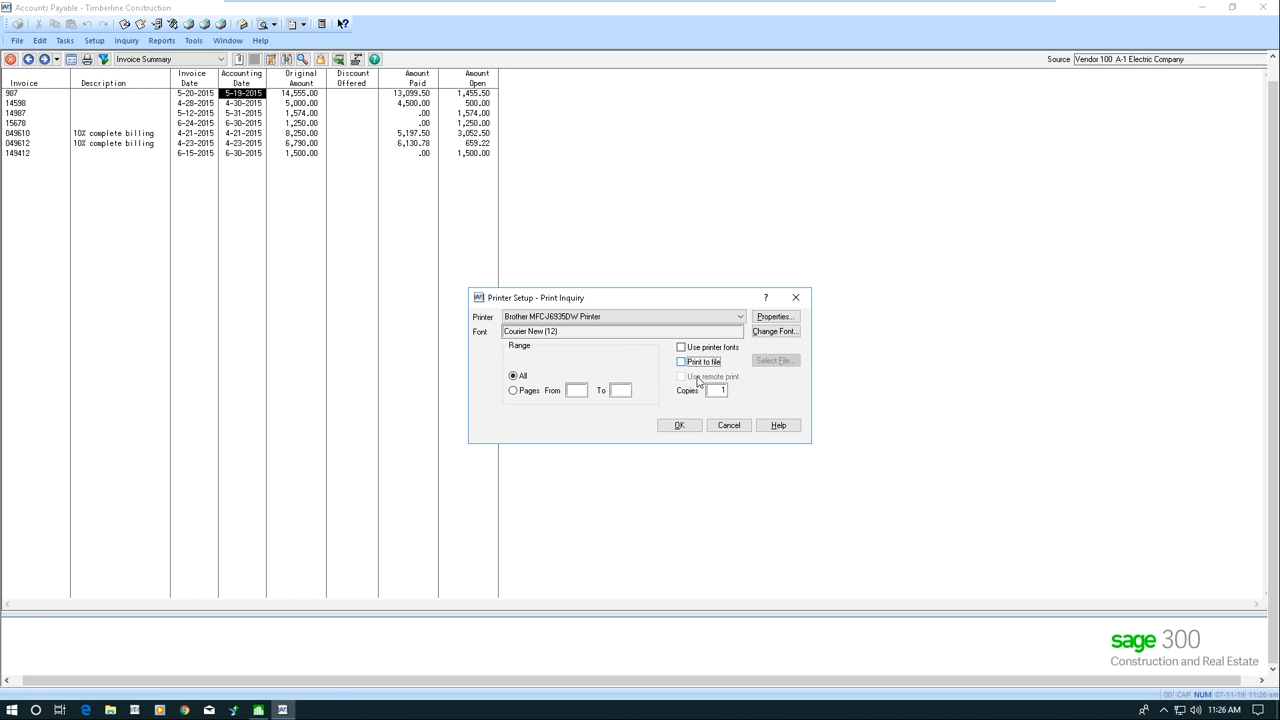 Accounts Payable - Timberline Construction
File Edit Tasks Setup Inquiry Reports Tools Window Help
Invoice Summary
Source Vendor 100 A-1 Electric Company
Invoice Accounting Original Discount Amount Amount
Invoice Description Date Date Amount Offered Paid Open
987 5-20-2015 5-19-2015 14,555.00 13,099.50 1,455.50
14598 4-28-2015 4-30-2015 5,000.00 4,500.00 500.00
14987 5-12-2015 5-31-2015 1,574.00 .00 1,574.00
15678 6-24-2015 6-30-2015 1,250.00 .00 1,250.00
049610 10% complete billing 4-21-2015 4-21-2015 8,250.00 5,197.50 3,052.50
049612 10% complete billing 4-23-2015 4-23-2015 6,790.00 6,130.78 659.22
149412 6-15-2015 6-30-2015 1,500.00 .00 1,500.00
Printer Setup - Print Inquiry
Printer Brother MFC-J6935DW Printer Properties...
Font Courier New (12) Change Font...
Range
Use printer fonts
Print to file Select File...
All Use remote print
Pages From To Copies 1
OK Cancel Help
sage 300
Construction and Real Estate
00 CAP NUM 07-11-19 11:26 am
11:26 AM